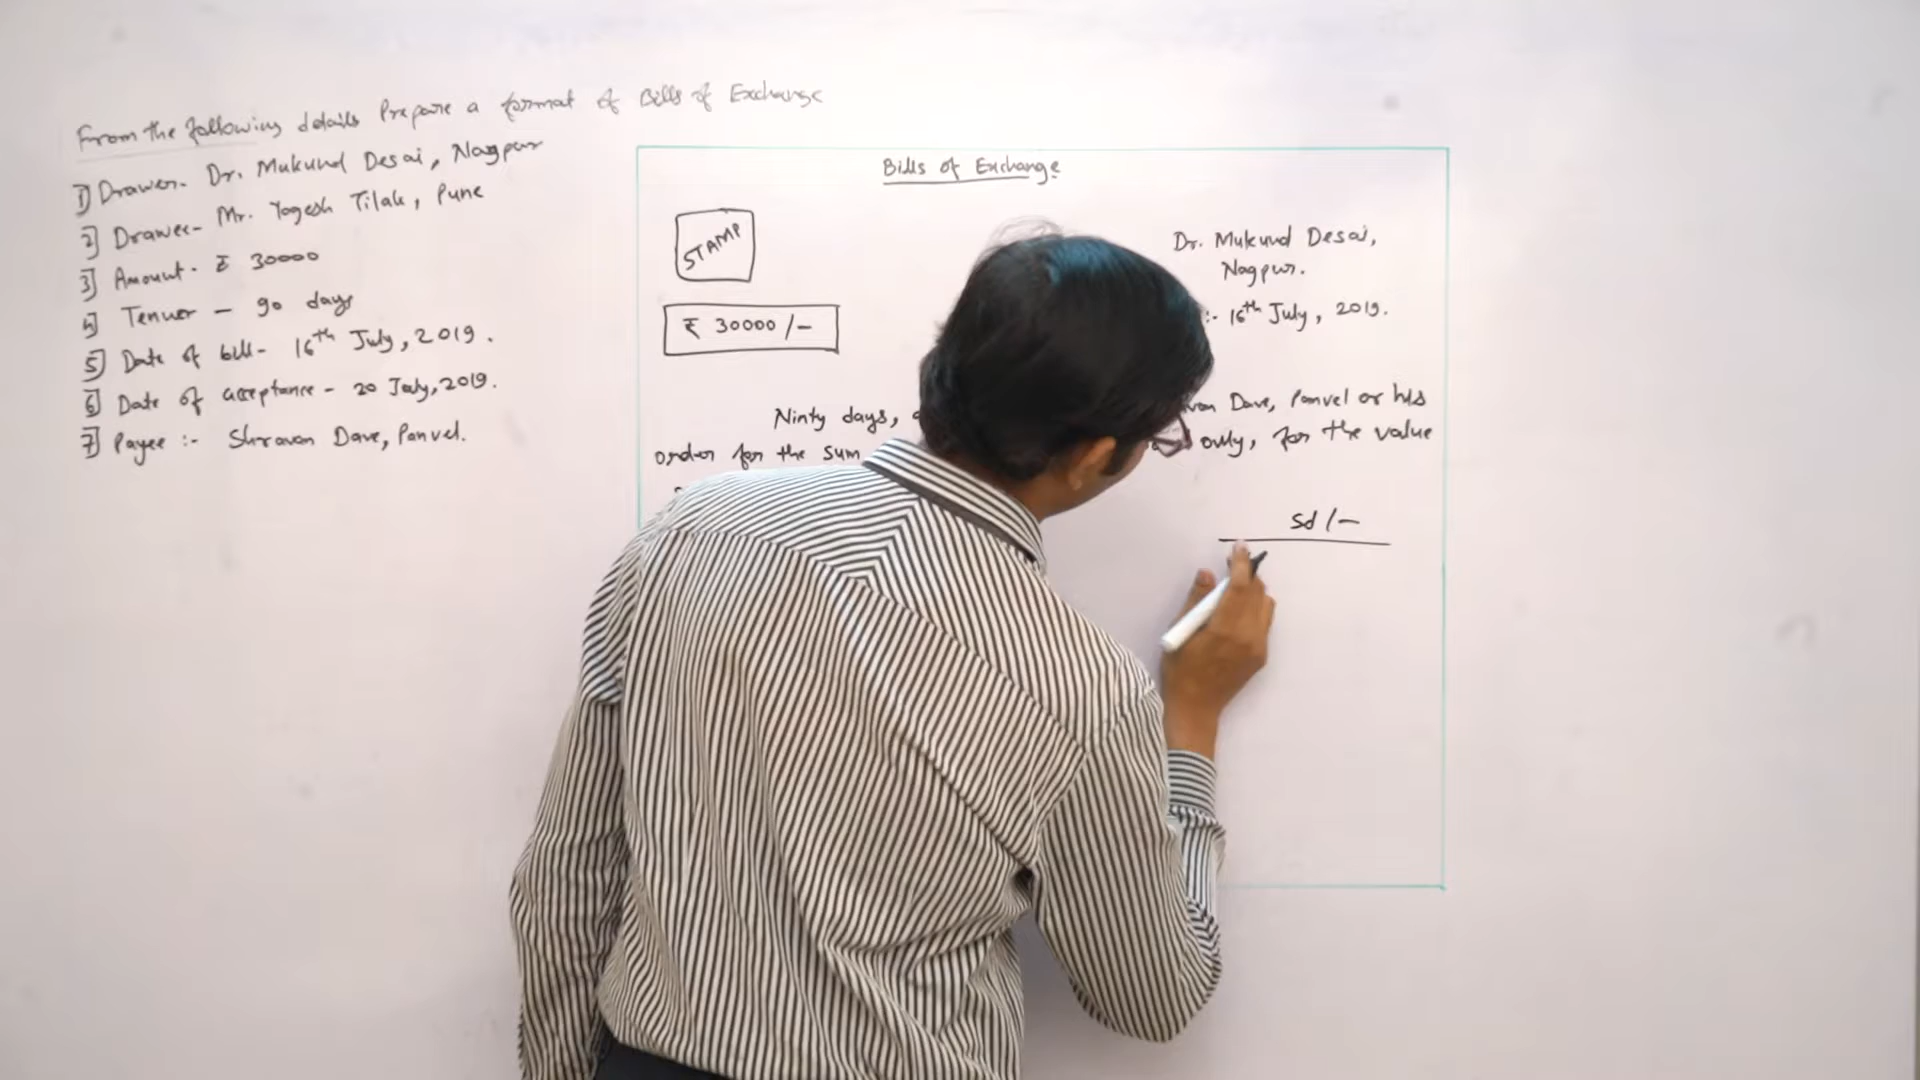 From the following details Prepare a format of Bills of Exchange
1] Drawer- Dr. Mukund Desai, Nagpur
2] Drawee- Mr. Yogesh Tilak, Pune
3] Amount- ₹ 30000
4] Tenuer - 90 days
5] Date of bill- 16th July, 2019.
6] Date of acceptance - 20 July, 2019.
7] Payee :- Shravan Dave, Panvel.
Bills of Exchange
STAMP
Dr. Mukund Desai,
Nagpur.
:- 16th July, 2019.
₹ 30000 /-
Ninty days, Dave, Panvel or his
order for the sum only, for the value
Sd/-